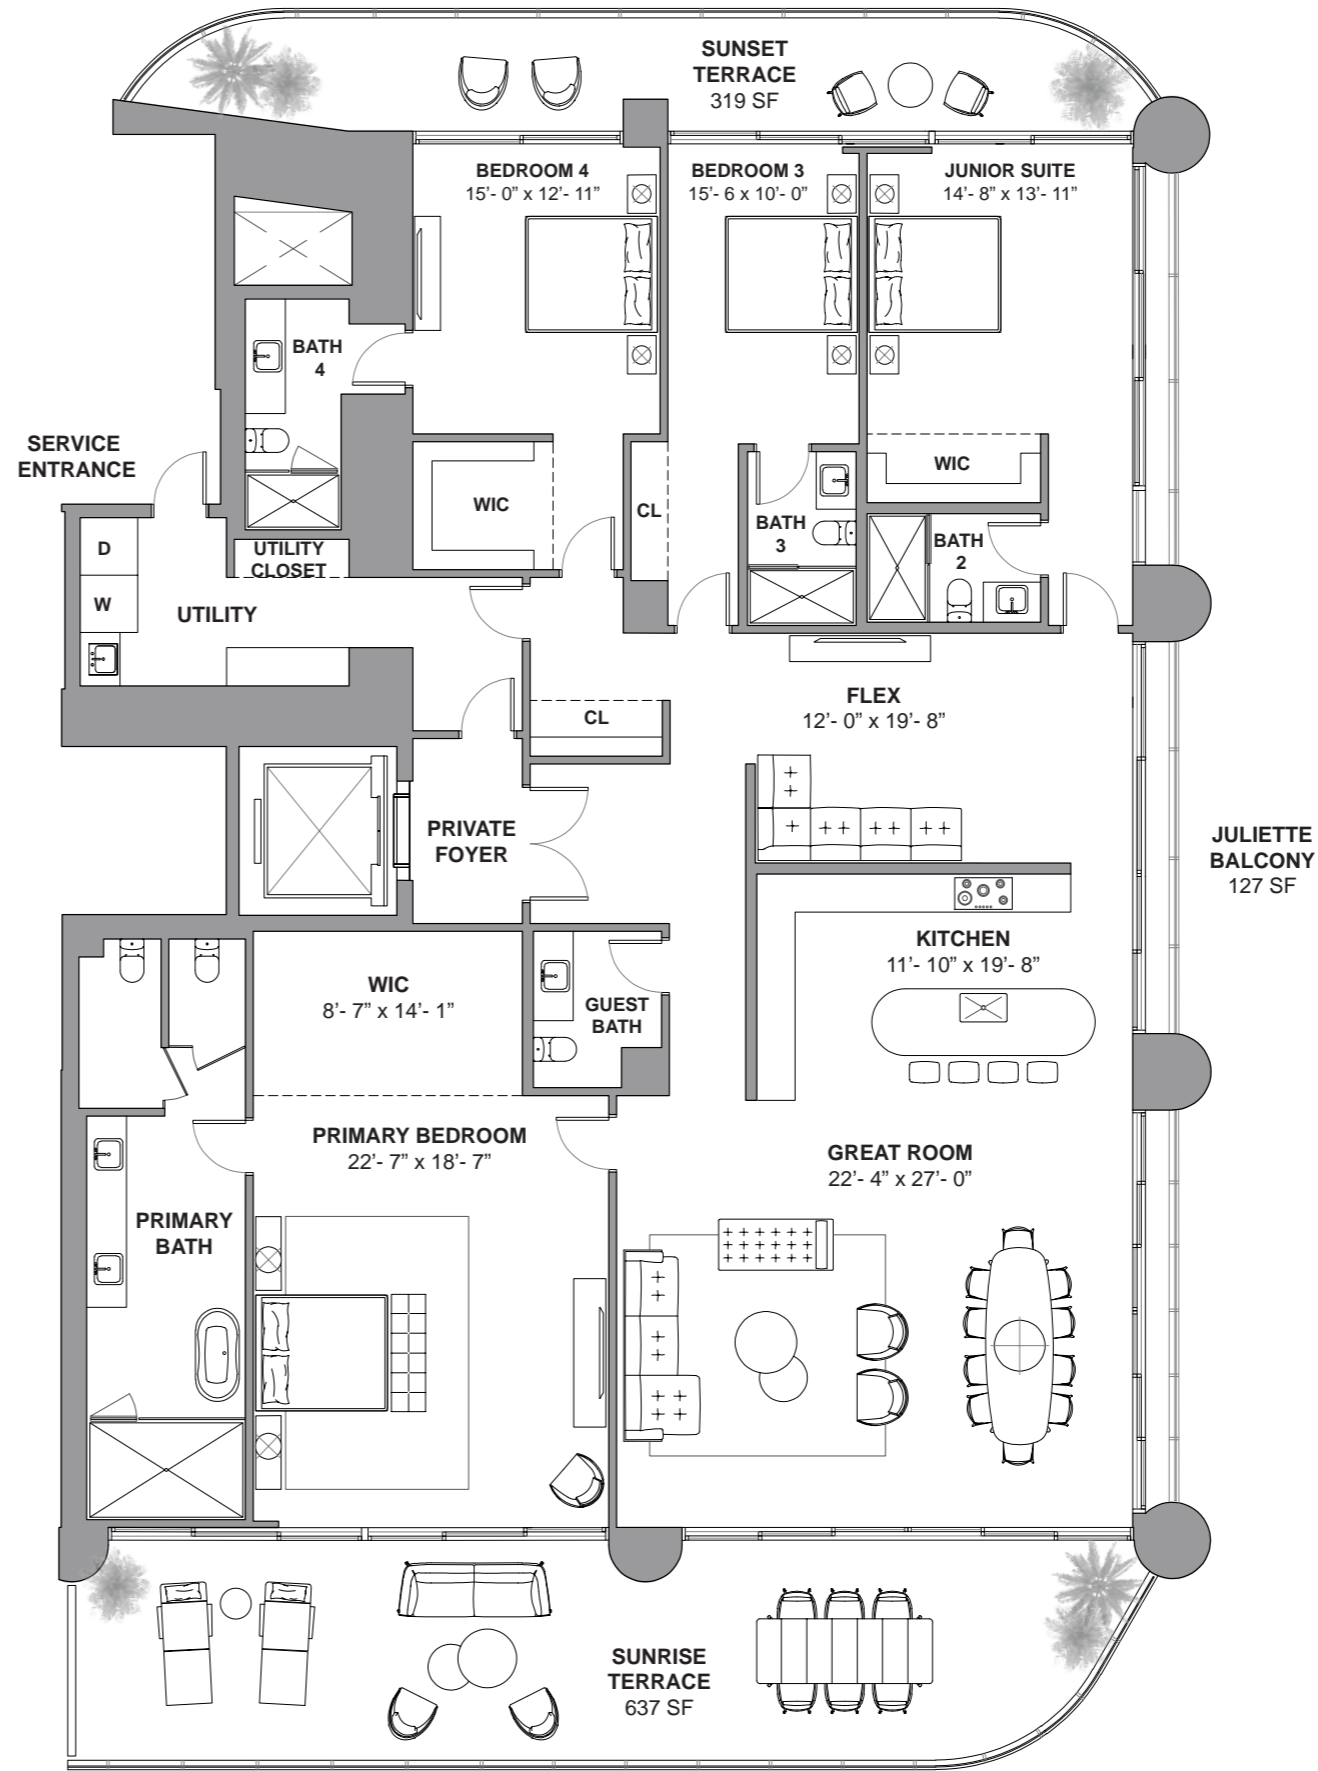 SUNSET
TERRACE
319 SF
BEDROOM 4
15’- 0” x 12’- 11”
BEDROOM 3
15’- 6 x 10’- 0”
JUNIOR SUITE
14’- 8” x 13’- 11”
BATH
4
SERVICE
ENTRANCE
WIC
CL
WIC
BATH
3
BATH
2
D
W
UTILITY
CLOSET
UTILITY
CL
FLEX
12’- 0” x 19’- 8”
PRIVATE
FOYER
JULIETTE
BALCONY
127 SF
KITCHEN
11’- 10” x 19’- 8”
WIC
8’- 7” x 14’- 1”
GUEST
BATH
PRIMARY BEDROOM
22’- 7” x 18’- 7”
GREAT ROOM
22’- 4” x 27’- 0”
PRIMARY
BATH
SUNRISE
TERRACE
637 SF